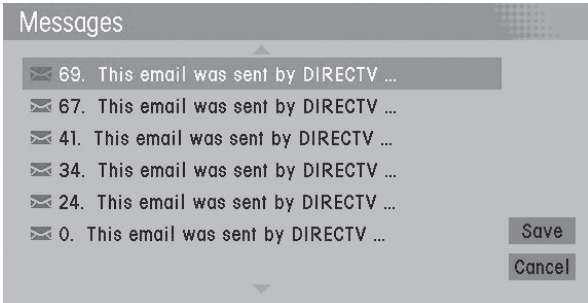 Messages
69. This email was sent by DIRECTV ...
67. This email was sent by DIRECTV ...
41. This email was sent by DIRECTV ...
34. This email was sent by DIRECTV ...
24. This email was sent by DIRECTV ...
0. This email was sent by DIRECTV ...
Save
Cancel